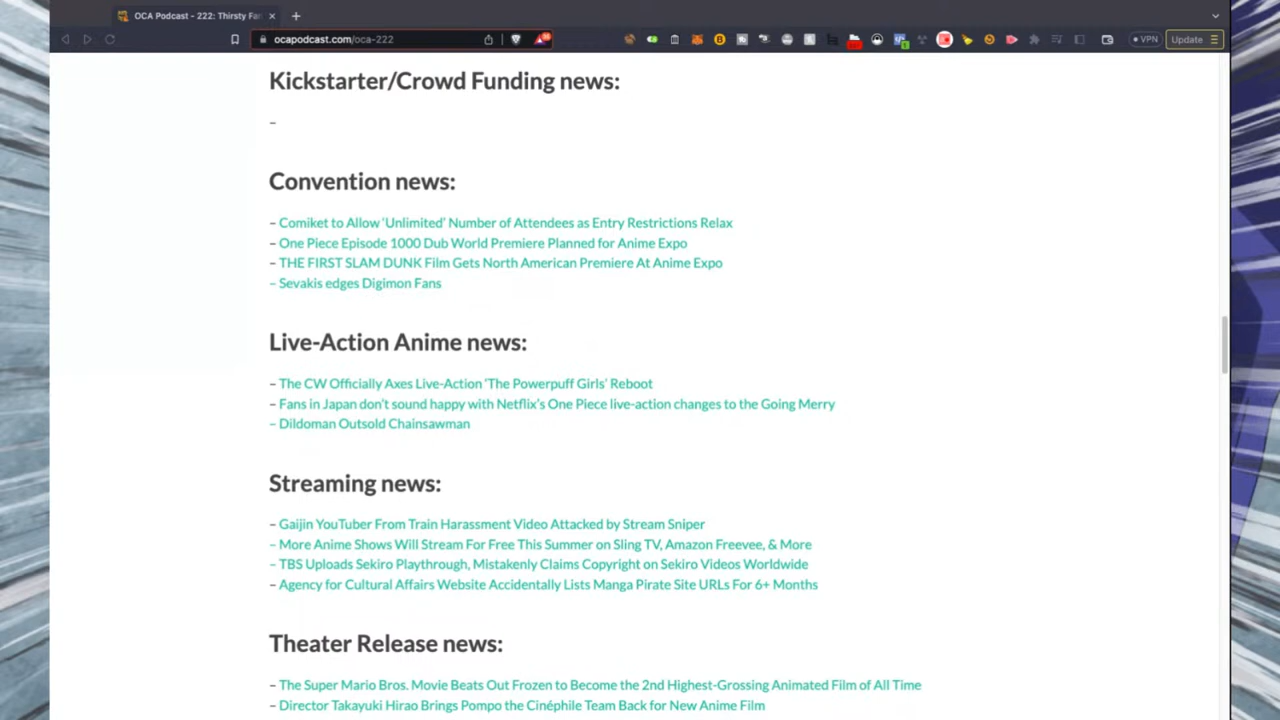 OCA Podcast - 222: Thirsty Fa
ocapodcast.com/oca-222
VPN
Update
Kickstarter/Crowd Funding news:
–
Convention news:
– Comiket to Allow ‘Unlimited’ Number of Attendees as Entry Restrictions Relax
– One Piece Episode 1000 Dub World Premiere Planned for Anime Expo
– THE FIRST SLAM DUNK Film Gets North American Premiere At Anime Expo
– Sevakis edges Digimon Fans
Live-Action Anime news:
– The CW Officially Axes Live-Action ‘The Powerpuff Girls’ Reboot
– Fans in Japan don’t sound happy with Netflix’s One Piece live-action changes to the Going Merry
– Dildoman Outsold Chainsawman
Streaming news:
– Gaijin YouTuber From Train Harassment Video Attacked by Stream Sniper
– More Anime Shows Will Stream For Free This Summer on Sling TV, Amazon Freevee, & More
– TBS Uploads Sekiro Playthrough, Mistakenly Claims Copyright on Sekiro Videos Worldwide
– Agency for Cultural Affairs Website Accidentally Lists Manga Pirate Site URLs For 6+ Months
Theater Release news:
– The Super Mario Bros. Movie Beats Out Frozen to Become the 2nd Highest-Grossing Animated Film of All Time
– Director Takayuki Hirao Brings Pompo the Cinéphile Team Back for New Anime Film